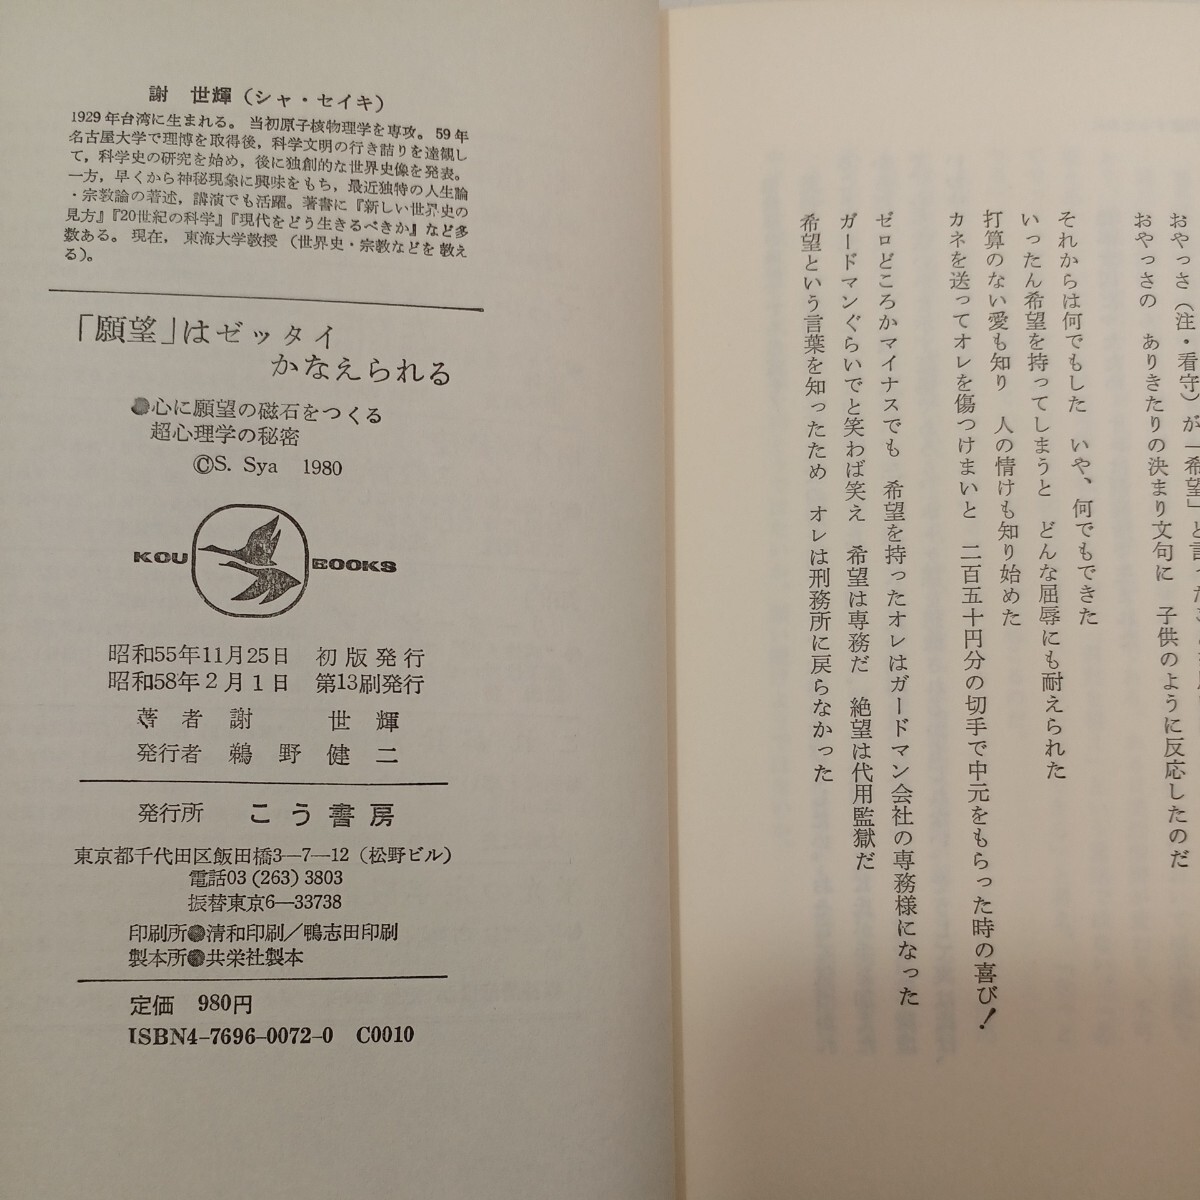 謝　世輝（シャ・セイキ）
1929年台湾に生まれる。当初原子核物理学を専攻。59年
名古屋大学で理博を取得後，科学文明の行き詰りを達観し
て，科学史の研究を始め，後に独創的な世界史像を発表。
一方，早くから神秘現象に興味をもち，最近独特の人生論
・宗教論の著述，講演でも活躍。著書に『新しい世界史の
見方』『20世紀の科学』『現代をどう生きるべきか』など多
数ある。現在，東海大学教授（世界史・宗教などを教え
る）。
「願望」はゼッタイ
かなえられる
●心に願望の磁石をつくる
超心理学の秘密
©S. Sya 1980
KOU BOOKS
昭和55年11月25日　初版発行
昭和58年2月1日　第13刷発行
著者　謝　世輝
発行者　鵜野健二
発行所　こう書房
東京都千代田区飯田橋3―7―12（松野ビル）
電話03(263)3803
振替東京6―33738
印刷所●清和印刷／鴨志田印刷
製本所●共栄社製本
定価　980円
ISBN4-7696-0072-0　C0010
おやっさ（注・看守）が「希望」と言った
おやっさの　ありきたりの決まり文句に　子供のように反応したのだ
それからは何でもした　いや、何でもできた
いったん希望を持ってしまうと　どんな屈辱にも耐えられた
打算のない愛も知り　人の情けも知り始めた
カネを送ってオレを傷つけまいと　二百五十円分の切手で中元をもらった時の喜び！
ゼロどころかマイナスでも　希望を持ったオレはガードマン会社の専務様になった
ガードマンぐらいでと笑わば笑え　希望は専務だ　絶望は代用監獄だ
希望という言葉を知ったため　オレは刑務所に戻らなかった